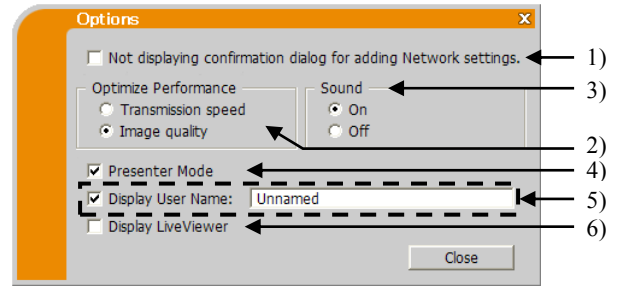 Options x
Not displaying confirmation dialog for adding Network settings. 1)
Optimize Performance Sound 3)
Transmission speed On
Image quality Off
2)
Presenter Mode 4)
Display User Name: Unnamed 5)
Display LiveViewer 6)
Close